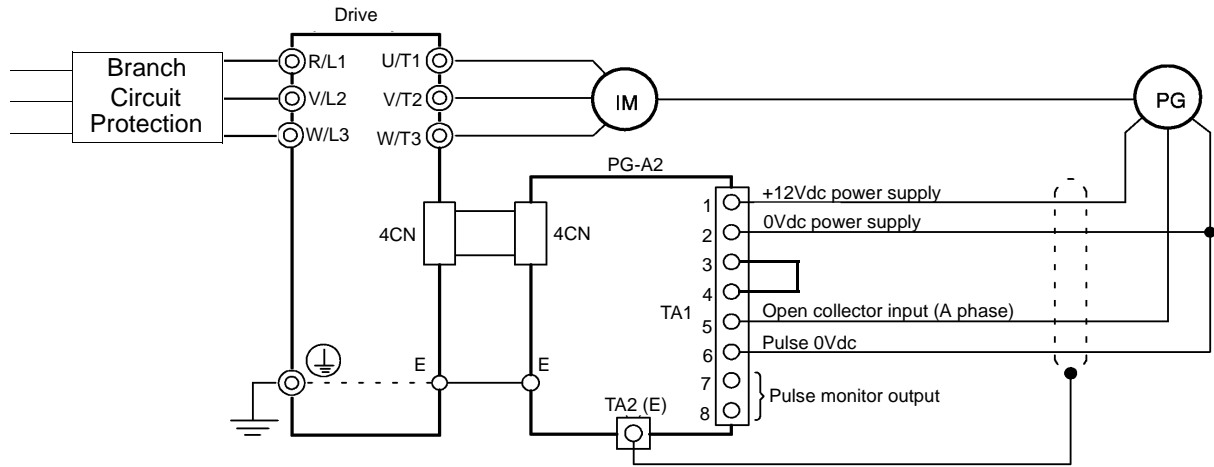 Drive
Branch
Circuit
Protection
R/L1
V/L2
W/L3
U/T1
V/T2
W/T3
IM
PG
PG-A2
4CN
4CN
1
2
3
4
5
6
7
8
TA1
+12Vdc power supply
0Vdc power supply
Open collector input (A phase)
Pulse 0Vdc
Pulse monitor output
E
E
TA2 (E)